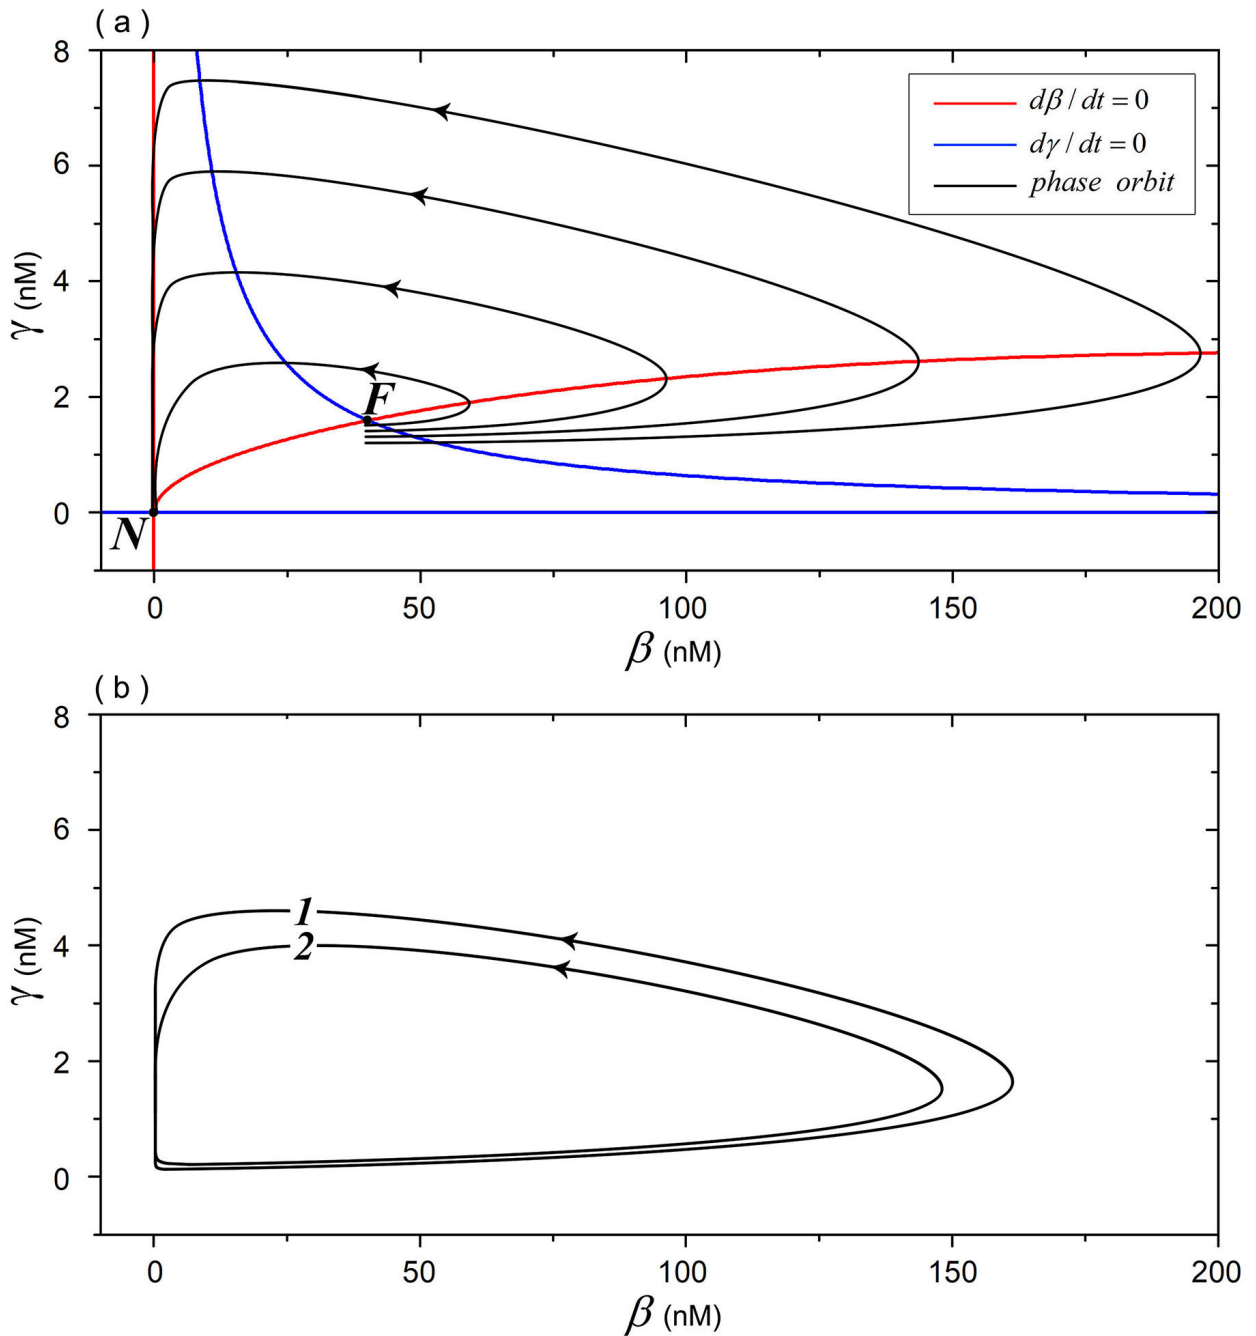 ( a )
8
6
4
2
0
γ (nM)
dβ / dt = 0
dγ / dt = 0
phase orbit
F
N
0 50 100 150 200
β (nM)
( b )
8
6
4
2
0
γ (nM)
1
2
0 50 100 150 200
β (nM)